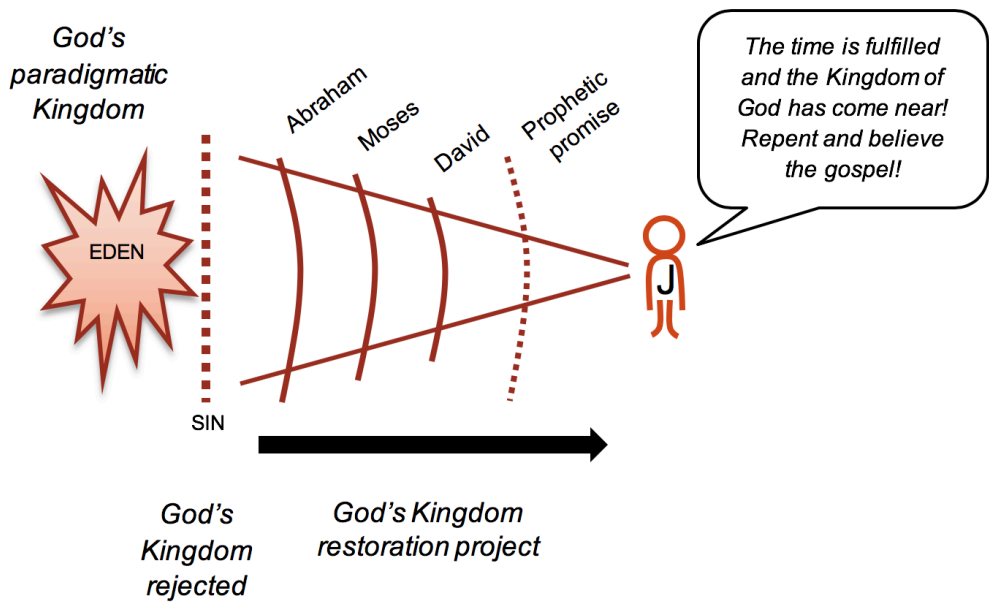 God’s
paradigmatic
Kingdom
EDEN
SIN
God’s
Kingdom
rejected
Abraham
Moses
David
Prophetic
promise
God’s Kingdom
restoration project
J
The time is fulfilled
and the Kingdom of
God has come near!
Repent and believe
the gospel!